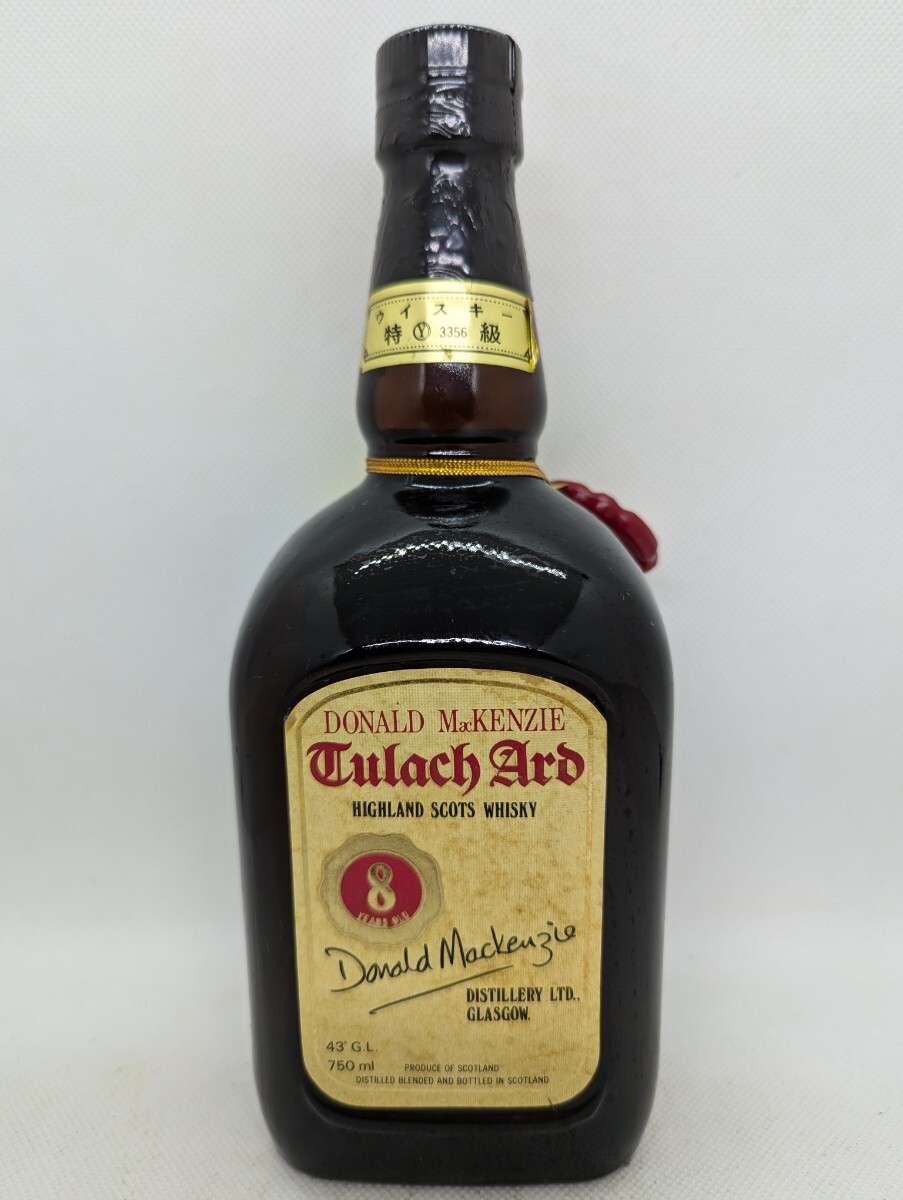 ウイスキー
特 Ⓨ 3356 級
DONALD MacKENZIE
Tulach Ard
HIGHLAND SCOTS WHISKY
8
YEARS OLD
Donald Mackenzie
DISTILLERY LTD.,
GLASGOW.
43° G.L.
750 ml PRODUCE OF SCOTLAND
DISTILLED BLENDED AND BOTTLED IN SCOTLAND